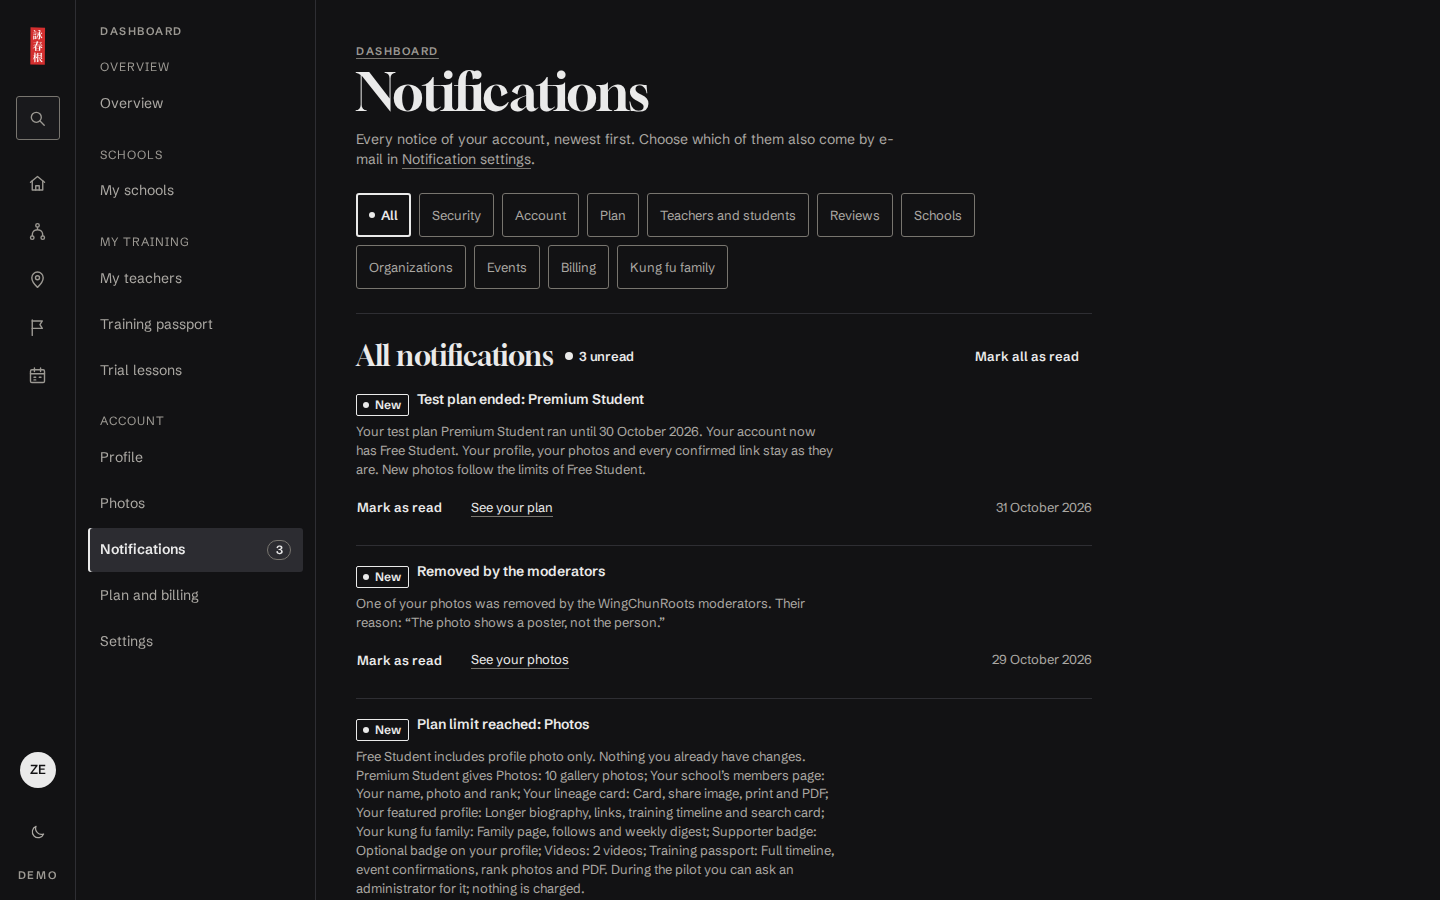 詠春根
DASHBOARD
OVERVIEW
Overview
SCHOOLS
My schools
MY TRAINING
My teachers
Training passport
Trial lessons
ACCOUNT
Profile
Photos
Notifications 3
Plan and billing
Settings
ZE
DEMO
DASHBOARD
Notifications
Every notice of your account, newest first. Choose which of them also come by e-
mail in Notification settings.
All Security Account Plan Teachers and students Reviews Schools
Organizations Events Billing Kung fu family
All notifications 3 unread Mark all as read
New Test plan ended: Premium Student
Your test plan Premium Student ran until 30 October 2026. Your account now
has Free Student. Your profile, your photos and every confirmed link stay as they
are. New photos follow the limits of Free Student.
Mark as read See your plan 31 October 2026
New Removed by the moderators
One of your photos was removed by the WingChunRoots moderators. Their
reason: “The photo shows a poster, not the person.”
Mark as read See your photos 29 October 2026
New Plan limit reached: Photos
Free Student includes profile photo only. Nothing you already have changes.
Premium Student gives Photos: 10 gallery photos; Your school’s members page:
Your name, photo and rank; Your lineage card: Card, share image, print and PDF;
Your featured profile: Longer biography, links, training timeline and search card;
Your kung fu family: Family page, follows and weekly digest; Supporter badge:
Optional badge on your profile; Videos: 2 videos; Training passport: Full timeline,
event confirmations, rank photos and PDF. During the pilot you can ask an
administrator for it; nothing is charged.